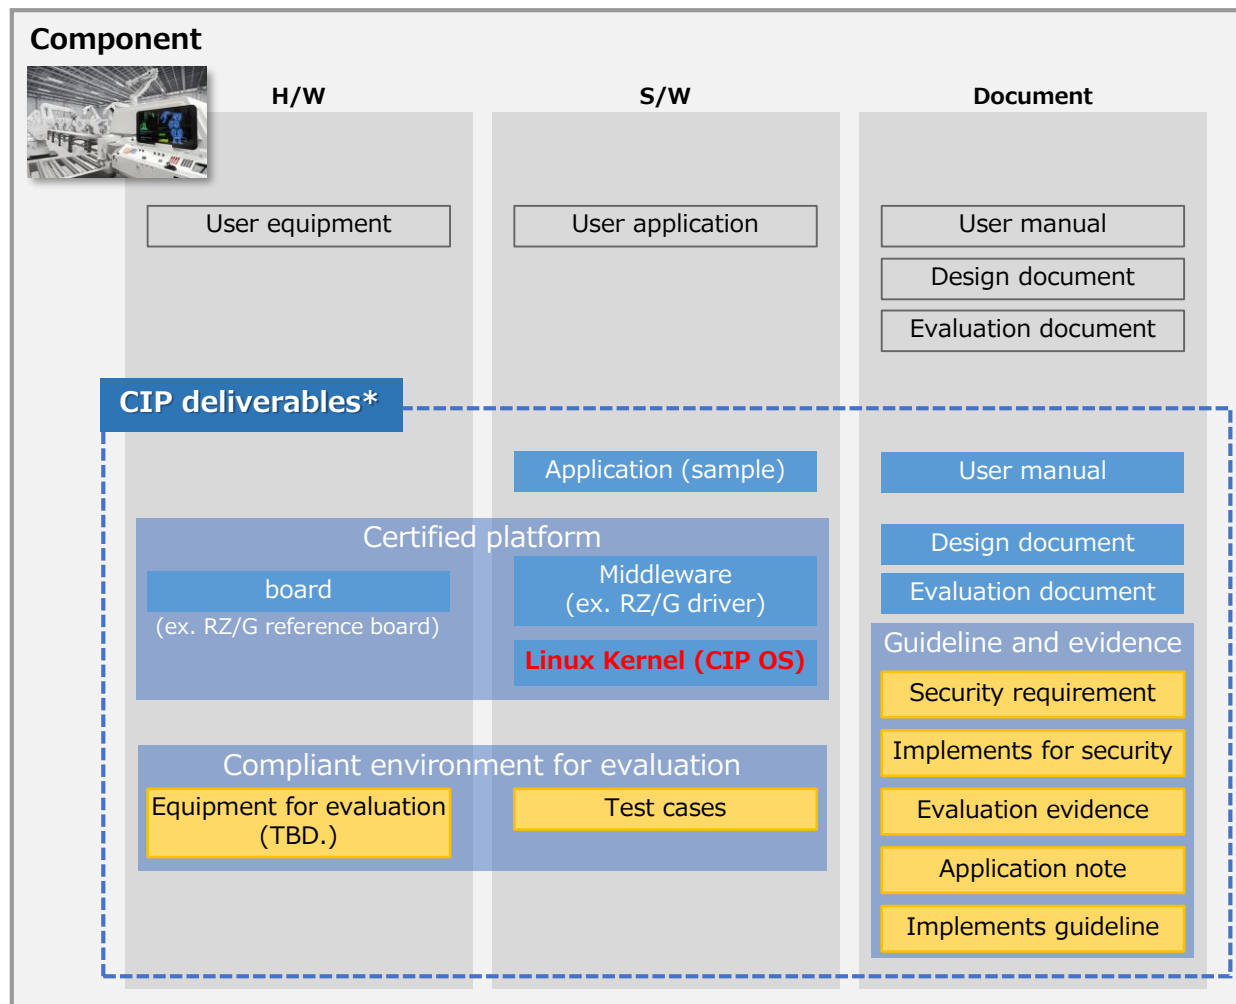 Component
H/W
S/W
Document
User equipment
User application
User manual
Design document
Evaluation document
CIP deliverables*
Application (sample)
User manual
Certified platform
board
(ex. RZ/G reference board)
Middleware
(ex. RZ/G driver)
Linux Kernel (CIP OS)
Design document
Evaluation document
Guideline and evidence
Security requirement
Implements for security
Evaluation evidence
Application note
Implements guideline
Compliant environment for evaluation
Equipment for evaluation
(TBD.)
Test cases